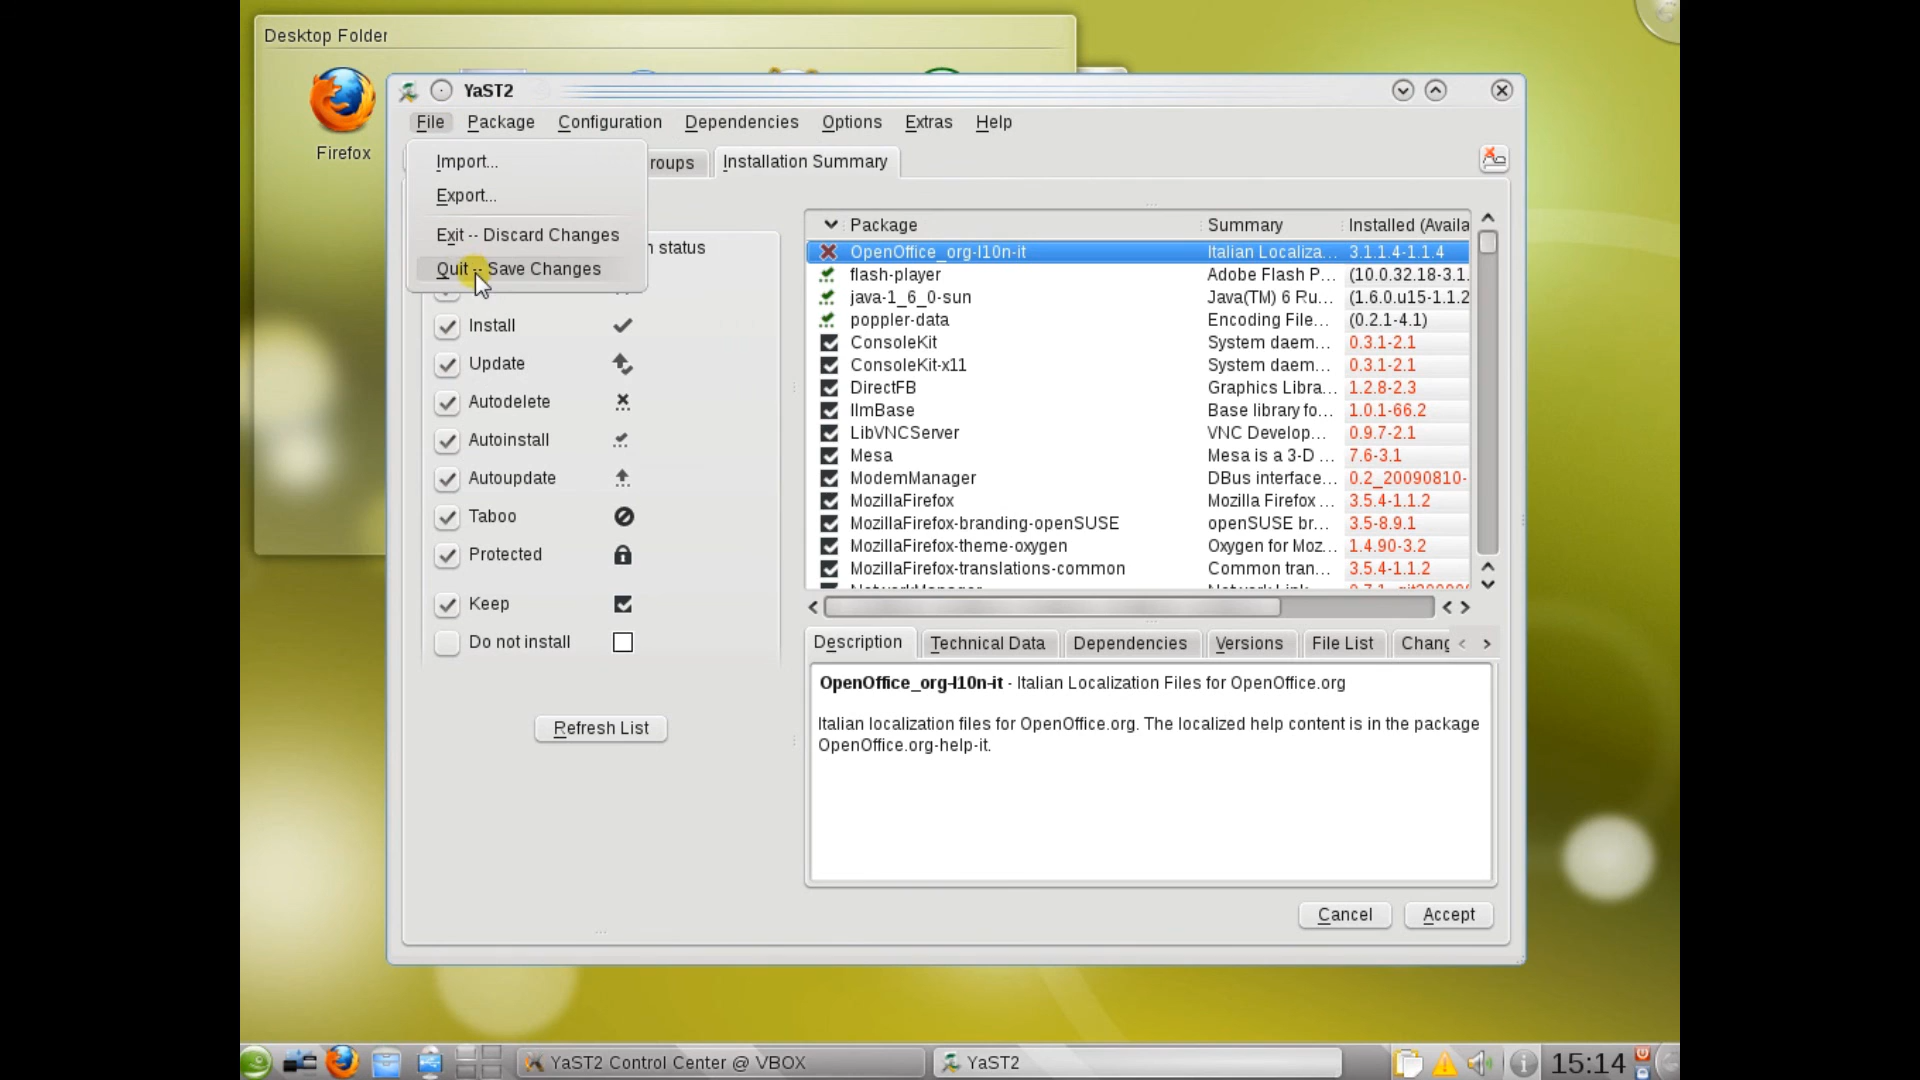 Desktop Folder
Firefox
YaST2
File Package Configuration Dependencies Options Extras Help
Import...
Export...
Exit -- Discard Changes
Quit -- Save Changes
roups
Installation Summary
n status
Install
Update
Autodelete
Autoinstall
Autoupdate
Taboo
Protected
Keep
Do not install
Refresh List
Package Summary Installed (Availa
OpenOffice_org-l10n-it Italian Localiza... 3.1.1.4-1.1.4
flash-player Adobe Flash P... (10.0.32.18-3.1.
java-1_6_0-sun Java(TM) 6 Ru... (1.6.0.u15-1.1.2
poppler-data Encoding File... (0.2.1-4.1)
ConsoleKit System daem... 0.3.1-2.1
ConsoleKit-x11 System daem... 0.3.1-2.1
DirectFB Graphics Libra... 1.2.8-2.3
IlmBase Base library fo... 1.0.1-66.2
LibVNCServer VNC Develop... 0.9.7-2.1
Mesa Mesa is a 3-D ... 7.6-3.1
ModemManager DBus interface... 0.2_20090810-
MozillaFirefox Mozilla Firefox ... 3.5.4-1.1.2
MozillaFirefox-branding-openSUSE openSUSE br... 3.5-8.9.1
MozillaFirefox-theme-oxygen Oxygen for Moz... 1.4.90-3.2
MozillaFirefox-translations-common Common tran... 3.5.4-1.1.2
Description Technical Data Dependencies Versions File List Chang
OpenOffice_org-l10n-it - Italian Localization Files for OpenOffice.org
Italian localization files for OpenOffice.org. The localized help content is in the package
OpenOffice.org-help-it.
Cancel Accept
YaST2 Control Center @ VBOX
YaST2
15:14